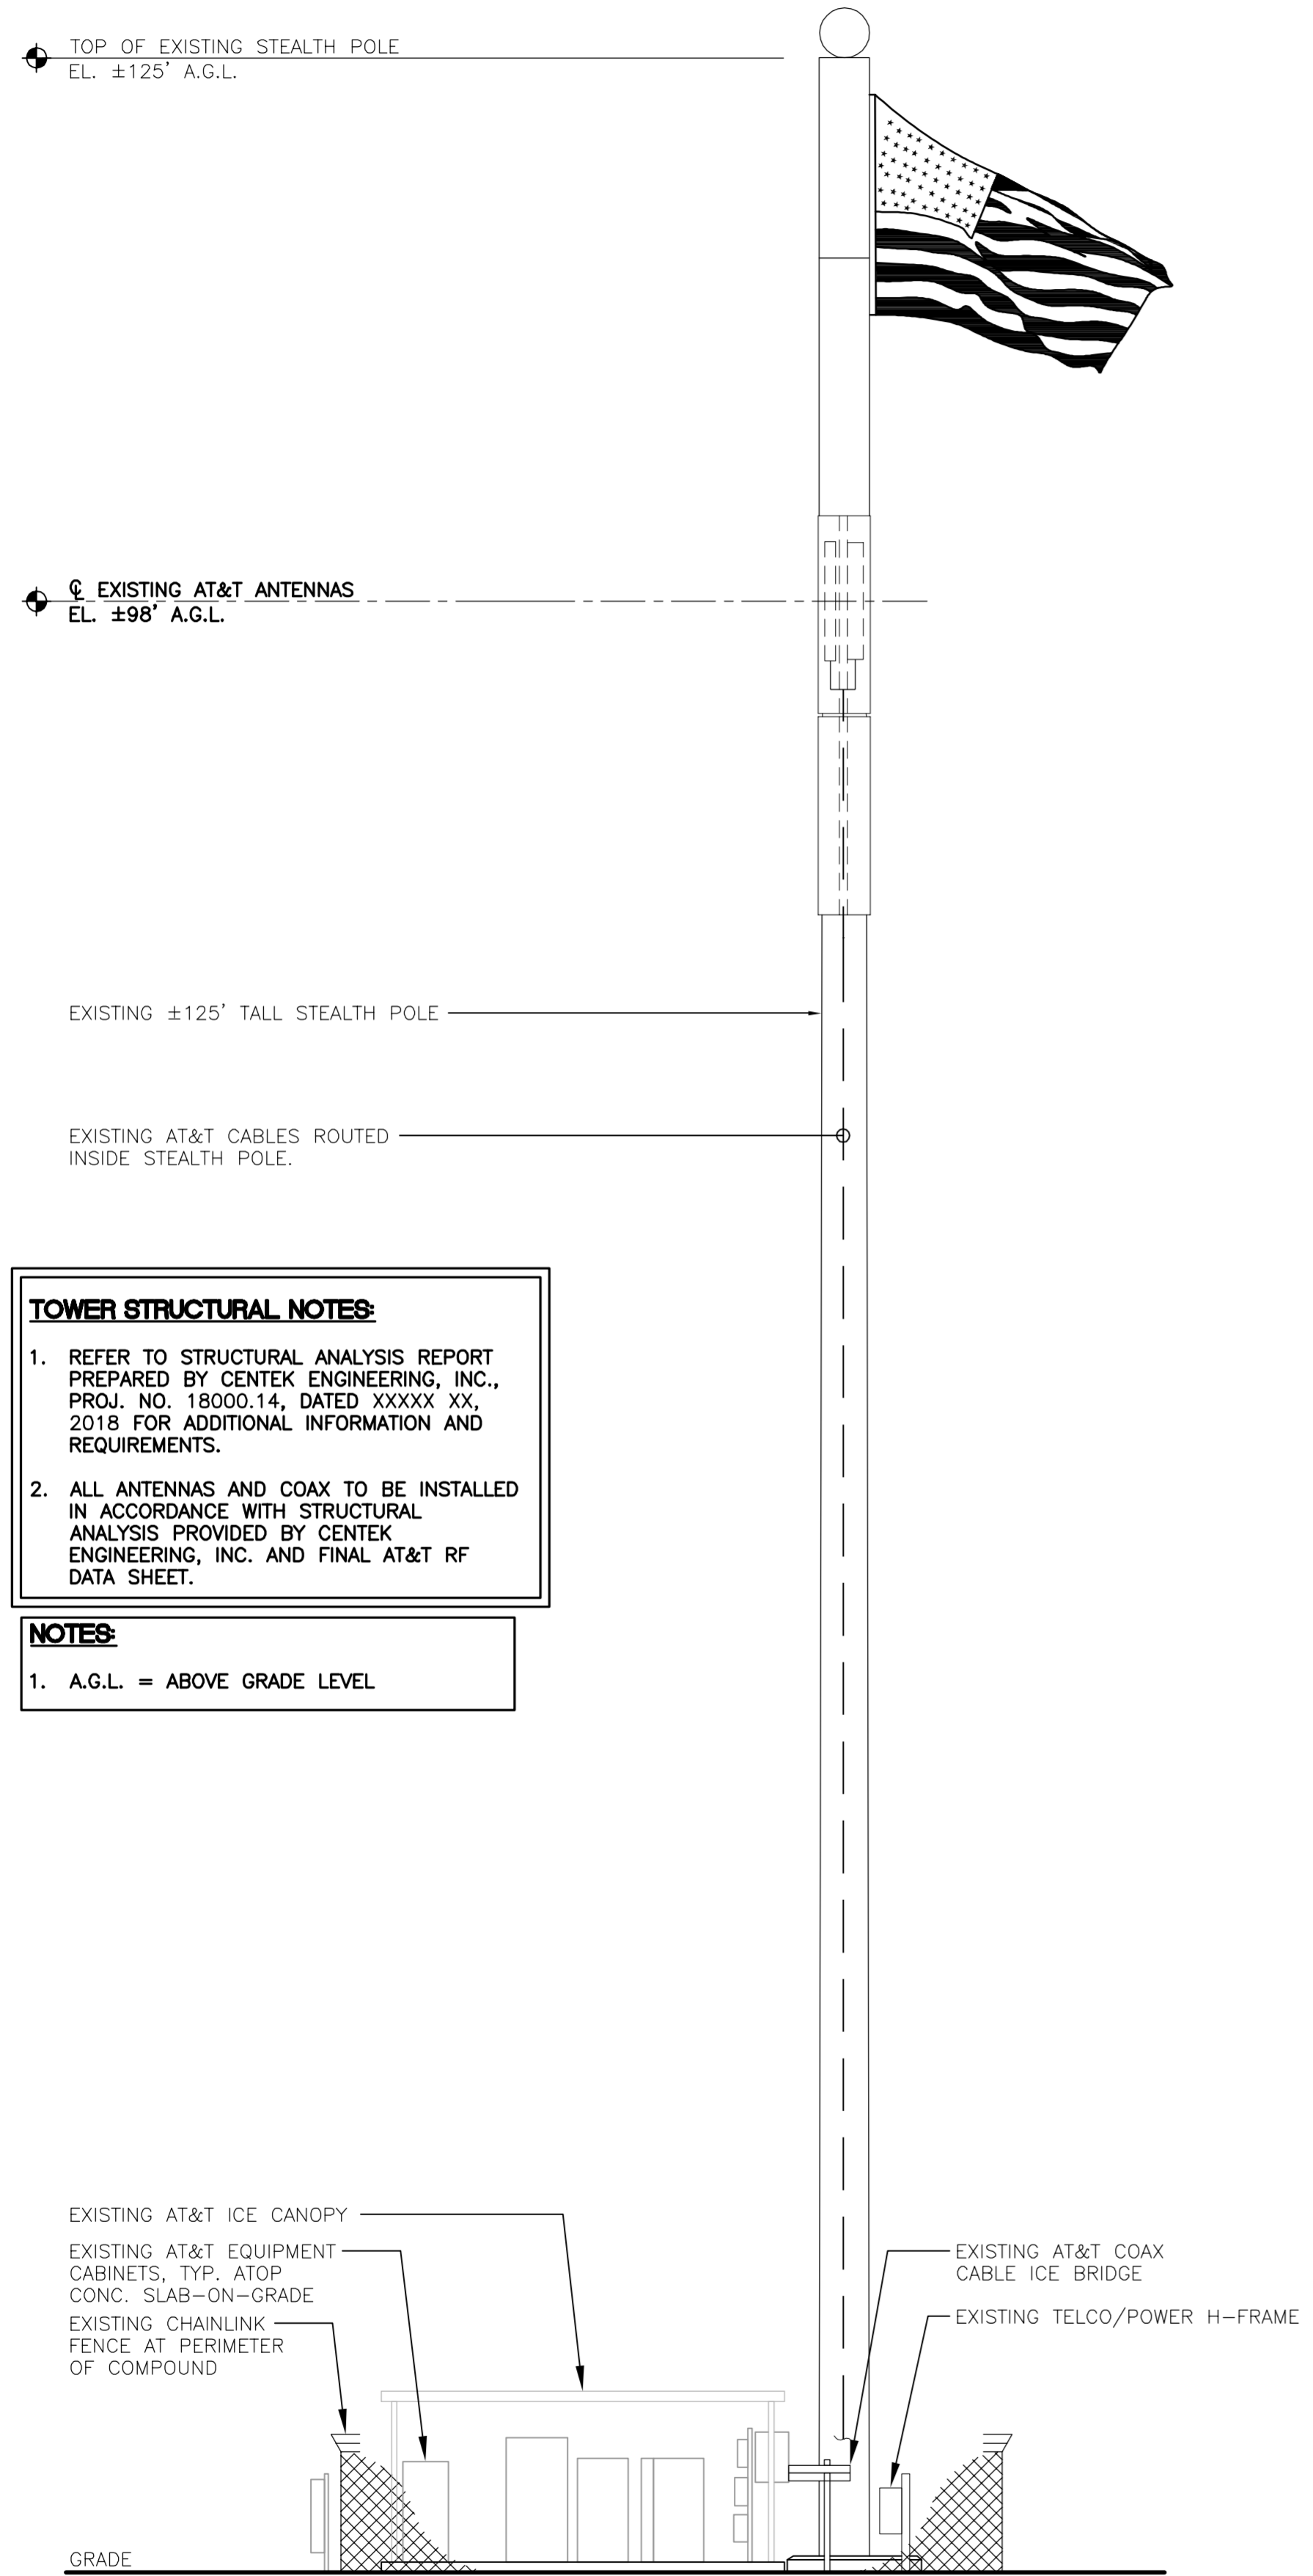 TOP OF EXISTING STEALTH POLE
EL. ±125' A.G.L.
℄ EXISTING AT&T ANTENNAS
EL. ±98' A.G.L.
EXISTING ±125' TALL STEALTH POLE
EXISTING AT&T CABLES ROUTED
INSIDE STEALTH POLE.
TOWER STRUCTURAL NOTES:
1. REFER TO STRUCTURAL ANALYSIS REPORT
PREPARED BY CENTEK ENGINEERING, INC.,
PROJ. NO. 18000.14, DATED XXXXX XX,
2018 FOR ADDITIONAL INFORMATION AND
REQUIREMENTS.
2. ALL ANTENNAS AND COAX TO BE INSTALLED
IN ACCORDANCE WITH STRUCTURAL
ANALYSIS PROVIDED BY CENTEK
ENGINEERING, INC. AND FINAL AT&T RF
DATA SHEET.
NOTES:
1. A.G.L. = ABOVE GRADE LEVEL
EXISTING AT&T ICE CANOPY
EXISTING AT&T EQUIPMENT
CABINETS, TYP. ATOP
CONC. SLAB-ON-GRADE
EXISTING CHAINLINK
FENCE AT PERIMETER
OF COMPOUND
EXISTING AT&T COAX
CABLE ICE BRIDGE
EXISTING TELCO/POWER H-FRAME
GRADE